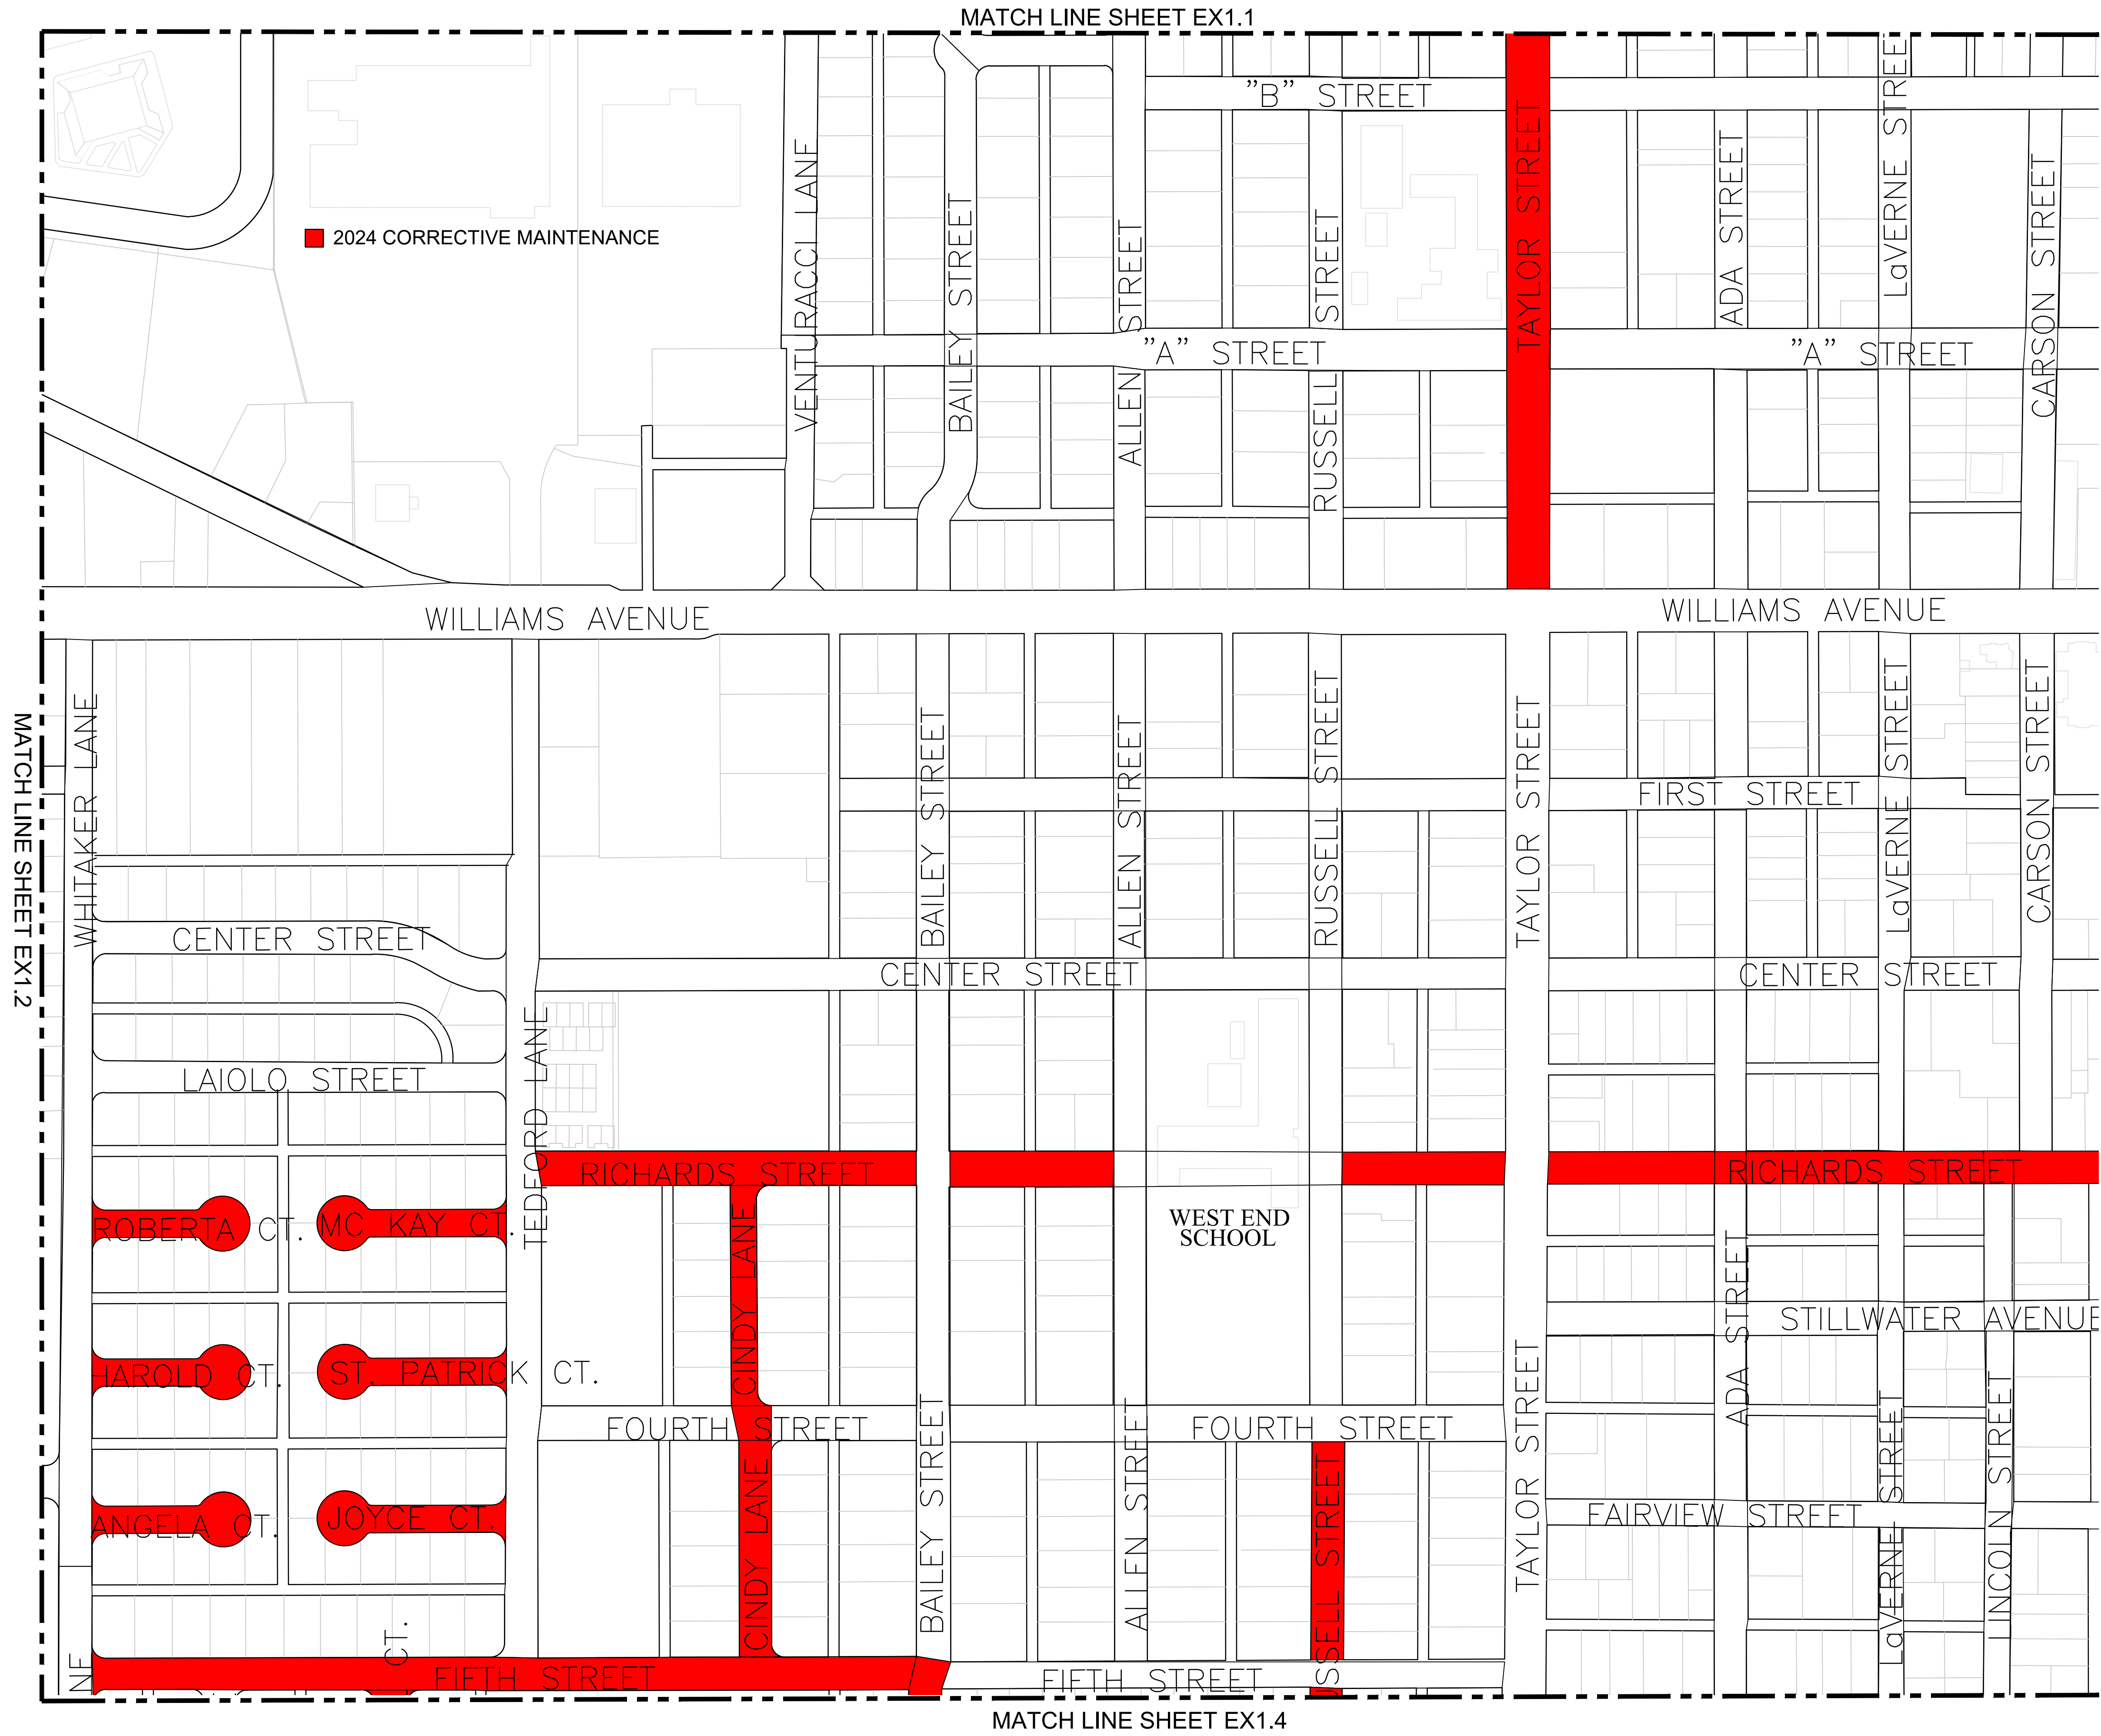 MATCH LINE SHEET EX1.1
"B" STREET
TAYLOR STREET
ADA STREET
LaVERNE STREE
CARSON STREET
VENTURACCI LANE
BAILEY STREET
ALLEN STREET
RUSSELL STREET
2024 CORRECTIVE MAINTENANCE
"A" STREET
"A" STREET
WILLIAMS AVENUE
WILLIAMS AVENUE
MATCH LINE SHEET EX1.2
WHITAKER LANE
BAILEY STREET
ALLEN STREET
RUSSELL STREET
TAYLOR STREET
LaVERNE STREET
CARSON STREET
FIRST STREET
CENTER STREET
CENTER STREET
CENTER STREET
LAIOLO STREET
TEDFORD LANE
RICHARDS STREET
RICHARDS STREET
ROBERTA CT.
MC KAY CT.
WEST END
SCHOOL
CINDY LANE
ADA STREET
STILLWATER AVENUE
HAROLD CT.
ST. PATRICK CT.
FOURTH STREET
FOURTH STREET
BAILEY STREET
ALLEN STREET
TAYLOR STREET
LaVERNE STREET
LINCOLN STREET
ANGELA CT.
JOYCE CT.
CINDY LANE
SSELL STREET
FAIRVIEW STREET
CT.
NE
FIFTH STREET
FIFTH STREET
MATCH LINE SHEET EX1.4